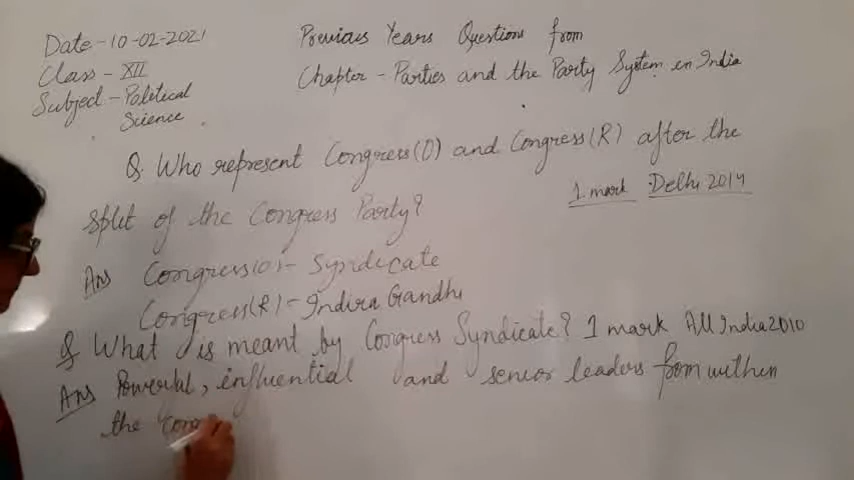 Date-10-02-2021
Class - XII
Subject-Political
Science
Previous Years Questions from
Chapter - Parties and the Party System in India
Q. Who represent Congress(O) and Congress(R) after the
split of the Congress Party?
1 mark Delhi 2014
Ans Congress(O)- Syndicate
Congress(R)- Indira Gandhi
Q What is meant by Congress Syndicate? 1 mark All India 2010
Ans Powerful, influential and senior leaders from within
the Cong